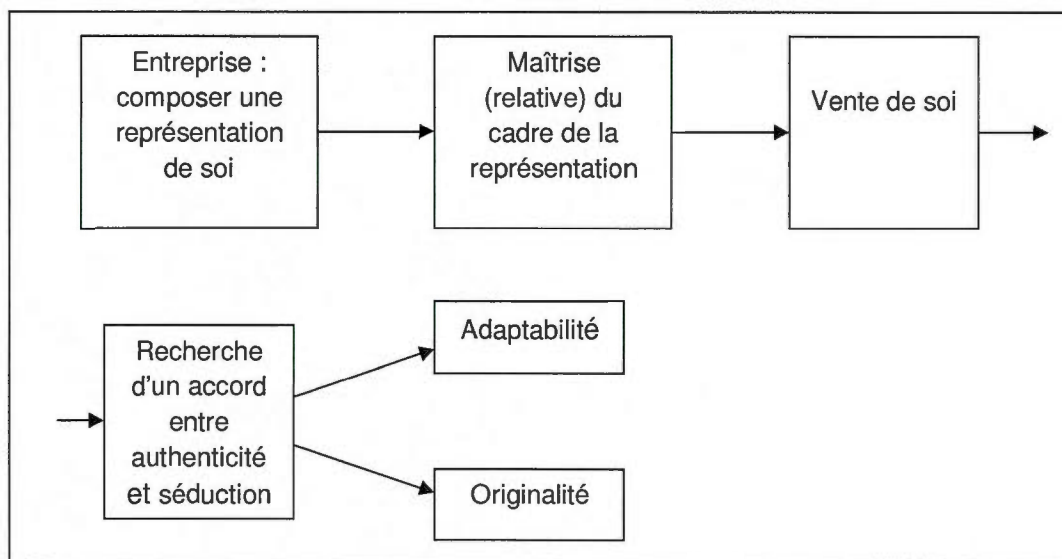 Entreprise :
composer une
représentation
de soi
Maîtrise
(relative) du
cadre de la
représentation
Vente de soi
Recherche
d'un accord
entre
authenticité
et séduction
Adaptabilité
Originalité